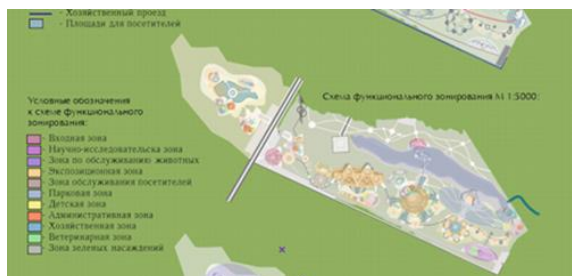 - Хозяйственный проезд
- Площади для посетителей
Условные обозначения
к схеме функционального
зонирования:
- Входная зона
- Научно-исследовательска зона
- Зона по обслуживанию животных
- Экспозиционная зона
- Зона обслуживания посетителей
- Парковая зона
- Детская зона
- Административная зона
- Хозяйственная зона
- Ветеринарная зона
- Зона зеленых насаждений
Схема функционального зонирования М 1:5000: